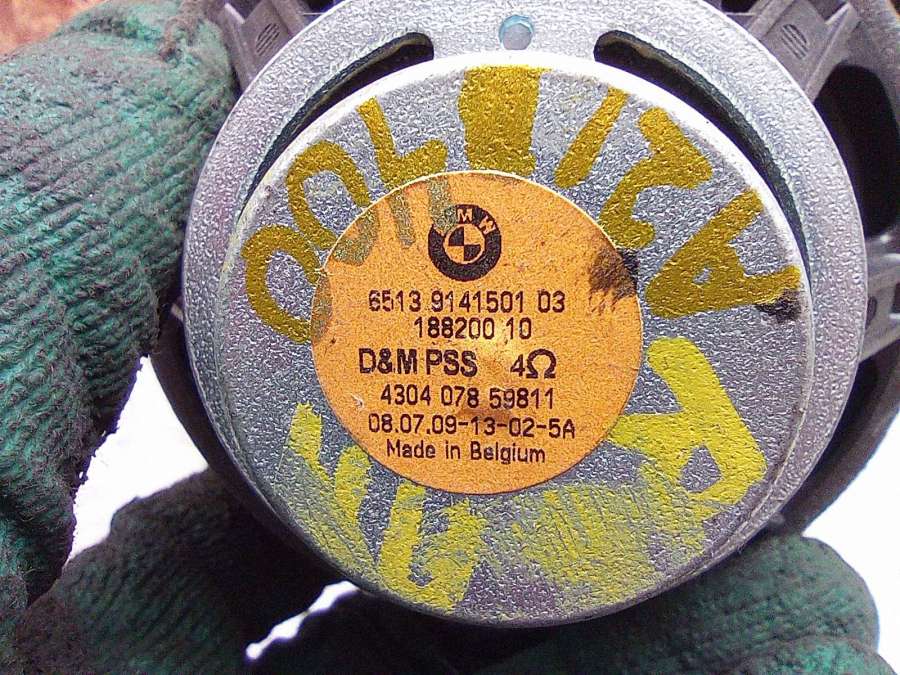 BMW
6513 9141501 03
188200 10
D&M PSS 4Ω
4304 078 59811
08.07.09-13-02-5A
Made in Belgium